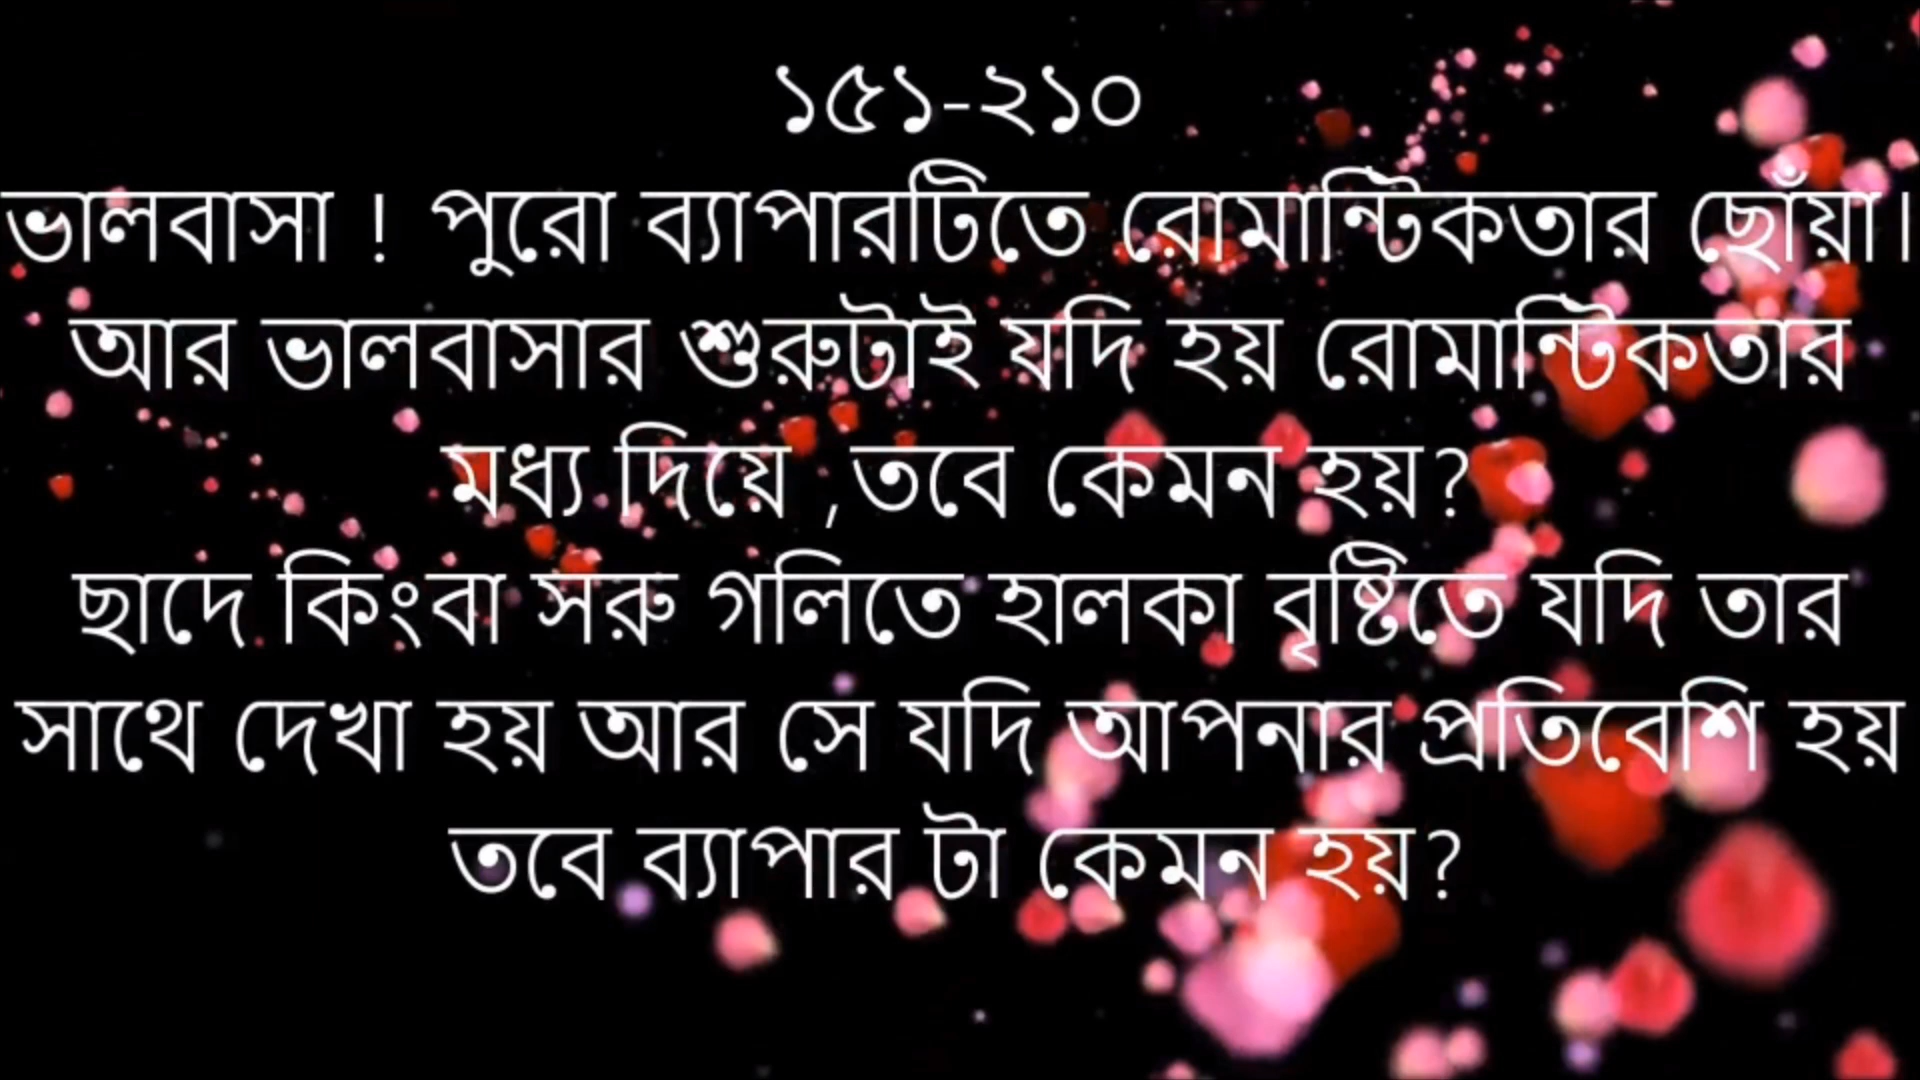 ১৫১-২১০
ভালবাসা ! পুরো ব্যাপারটিতে রোমান্টিকতার ছোঁয়া।
আর ভালবাসার শুরুটাই যদি হয় রোমান্টিকতার
মধ্য দিয়ে ,তবে কেমন হয়?
ছাদে কিংবা সরু গলিতে হালকা বৃষ্টিতে যদি তার
সাথে দেখা হয় আর সে যদি আপনার প্রতিবেশি হয়
তবে ব্যাপার টা কেমন হয়?